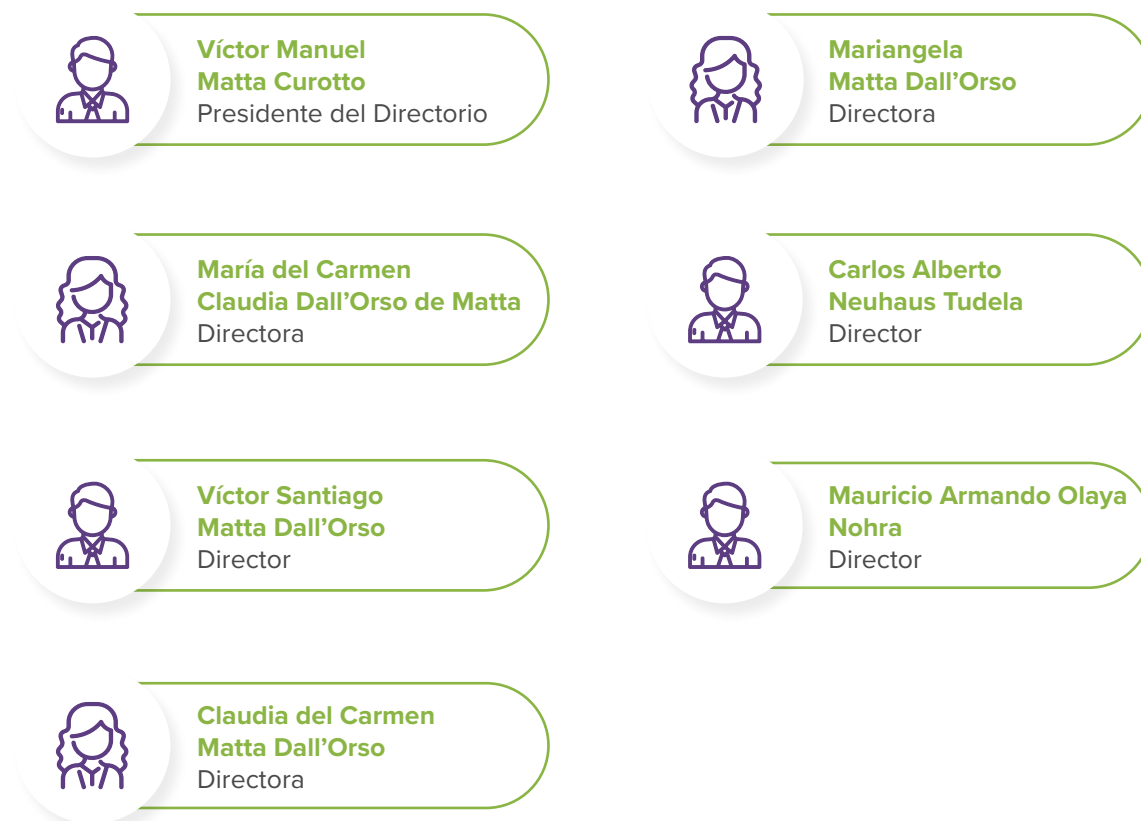 Víctor Manuel
Matta Curotto
Presidente del Directorio
María del Carmen
Claudia Dall’Orso de Matta
Directora
Víctor Santiago
Matta Dall’Orso
Director
Claudia del Carmen
Matta Dall’Orso
Directora
Mariangela
Matta Dall’Orso
Directora
Carlos Alberto
Neuhaus Tudela
Director
Mauricio Armando Olaya
Nohra
Director